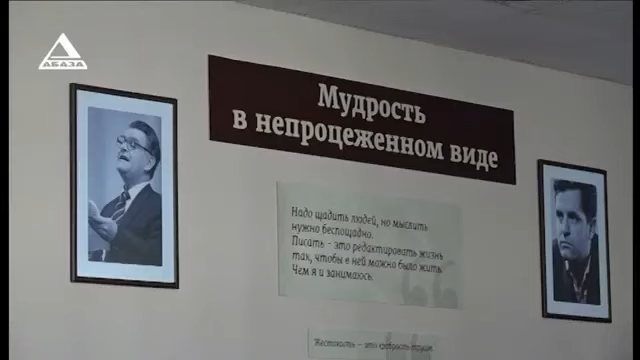 АБАЗА
Мудрость
в непроцеженном виде
Надо щадить людей, но мыслить
нужно беспощадно.
Писать - это редактировать жизнь
так, чтобы в ней можно было жить.
Чем я и занимаюсь.
Жестокость — это храбрость трусов.